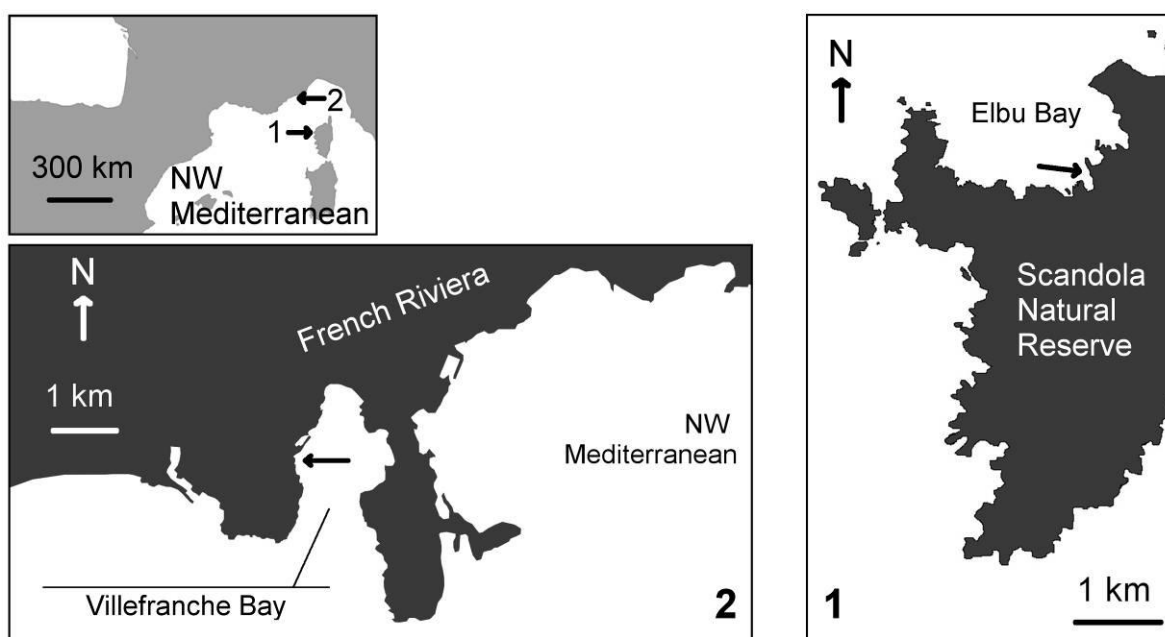 2
1
300 km
NW
Mediterranean
N
French Riviera
1 km
NW
Mediterranean
Villefranche Bay
2
N
Elbu Bay
Scandola
Natural
Reserve
1
1 km